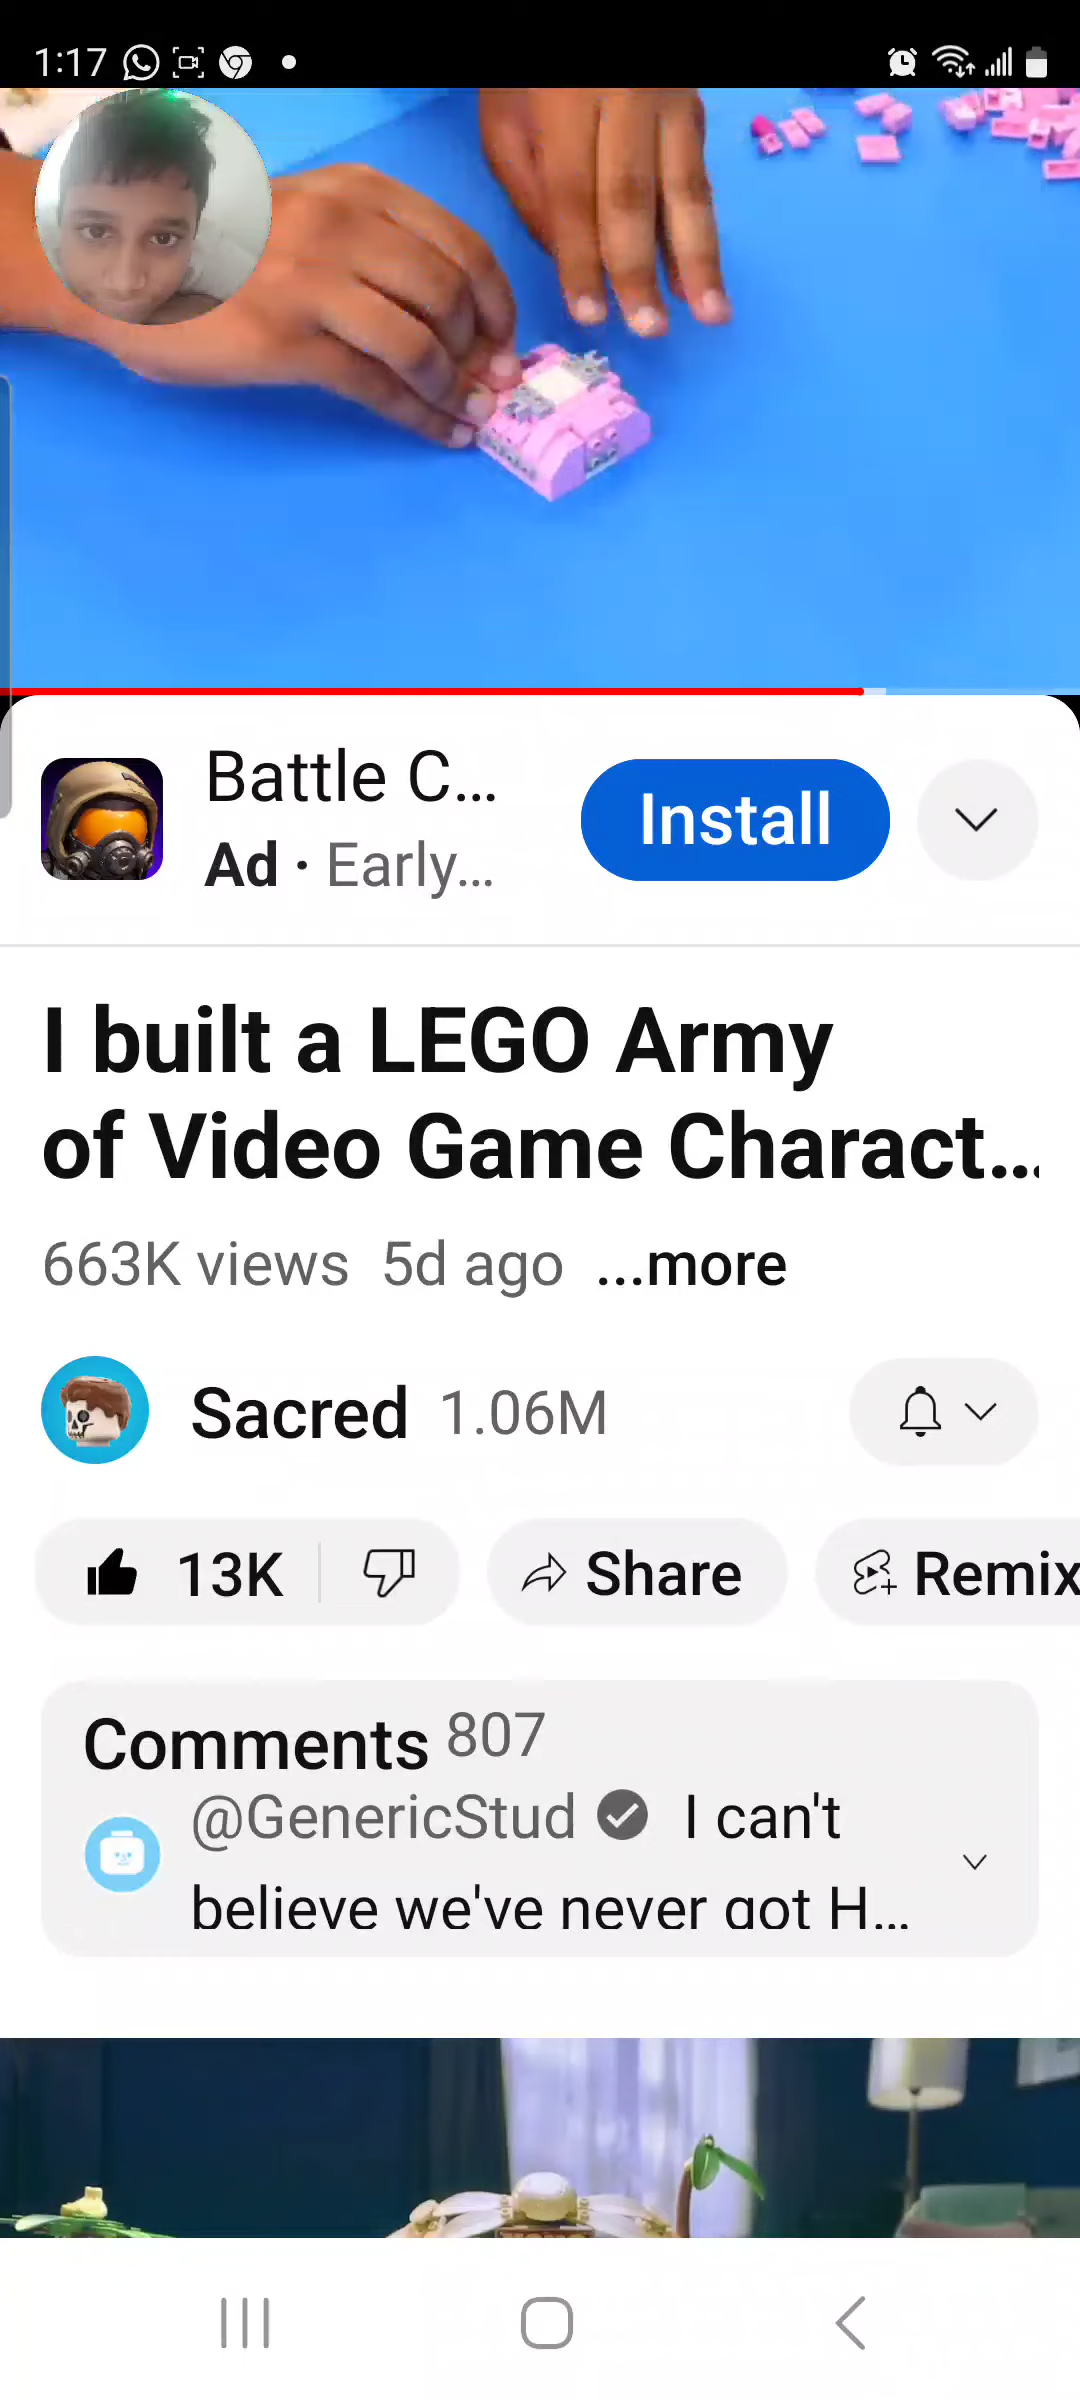 1:17
Battle C...
Ad · Early...
Install
I built a LEGO Army
of Video Game Charact...
663K views 5d ago ...more
Sacred 1.06M
13K
Share
Remix
Comments 807
@GenericStud I can't
believe we've never got H...